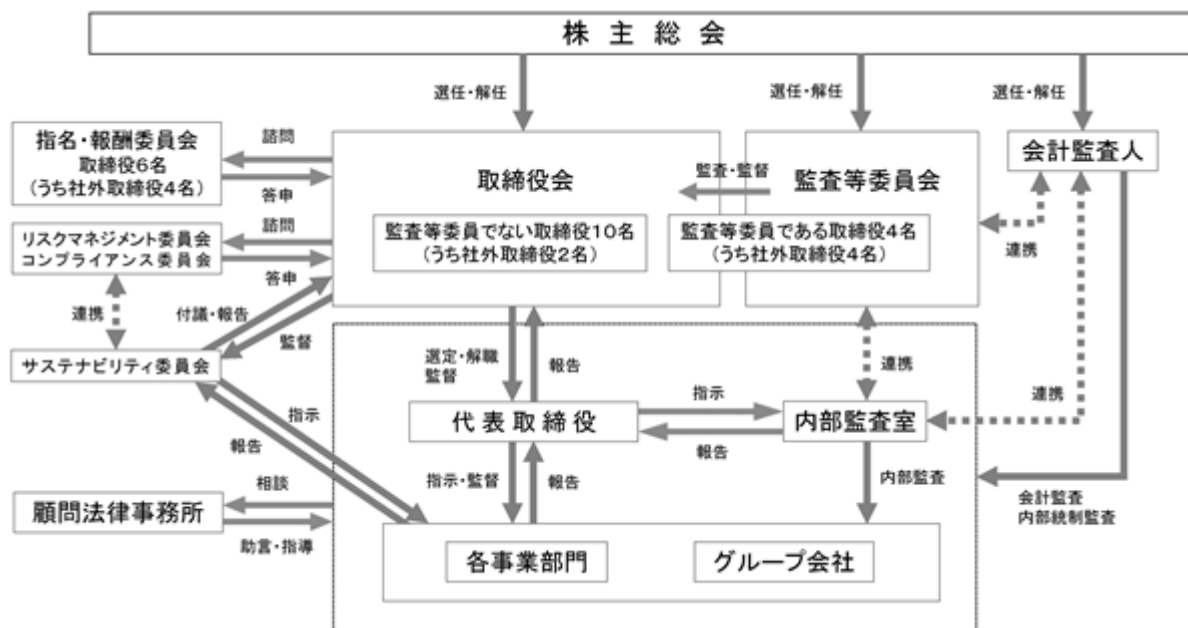 株主総会
選任・解任
選任・解任
選任・解任
指名・報酬委員会
取締役6名
(うち社外取締役4名)
諮問
答申
取締役会
監査等委員でない取締役10名
(うち社外取締役2名)
監査・監督
監査等委員会
監査等委員である取締役4名
(うち社外取締役4名)
会計監査人
連携
リスクマネジメント委員会
コンプライアンス委員会
諮問
答申
連携
付議・報告
監督
サステナビリティ委員会
選定・解職
監督
報告
連携
連携
指示
報告
代表取締役
指示
報告
内部監査室
指示・監督
報告
内部監査
会計監査
内部統制監査
顧問法律事務所
相談
助言・指導
各事業部門
グループ会社